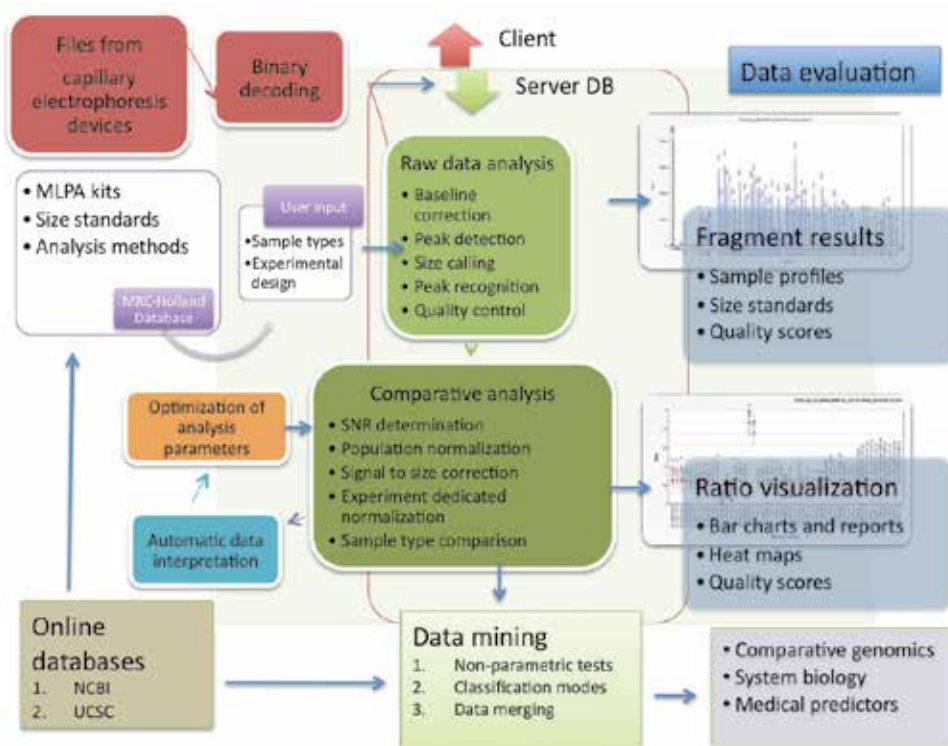 Files from
capillary
electrophoresis
devices
Binary
decoding
Client
Server DB
Data evaluation
• MLPA kits
• Size standards
• Analysis methods
MRC-Holland
Database
User input
• Sample types
• Experimental
design
Raw data analysis
• Baseline
correction
• Peak detection
• Size calling
• Peak recognition
• Quality control
Fragment results
• Sample profiles
• Size standards
• Quality scores
Optimization of
analysis
parameters
Automatic data
interpretation
Comparative analysis
• SNR determination
• Population normalization
• Signal to size correction
• Experiment dedicated
normalization
• Sample type comparison
Ratio visualization
• Bar charts and reports
• Heat maps
• Quality scores
Online
databases
1. NCBI
2. UCSC
Data mining
1. Non-parametric tests
2. Classification modes
3. Data merging
• Comparative genomics
• System biology
• Medical predictors